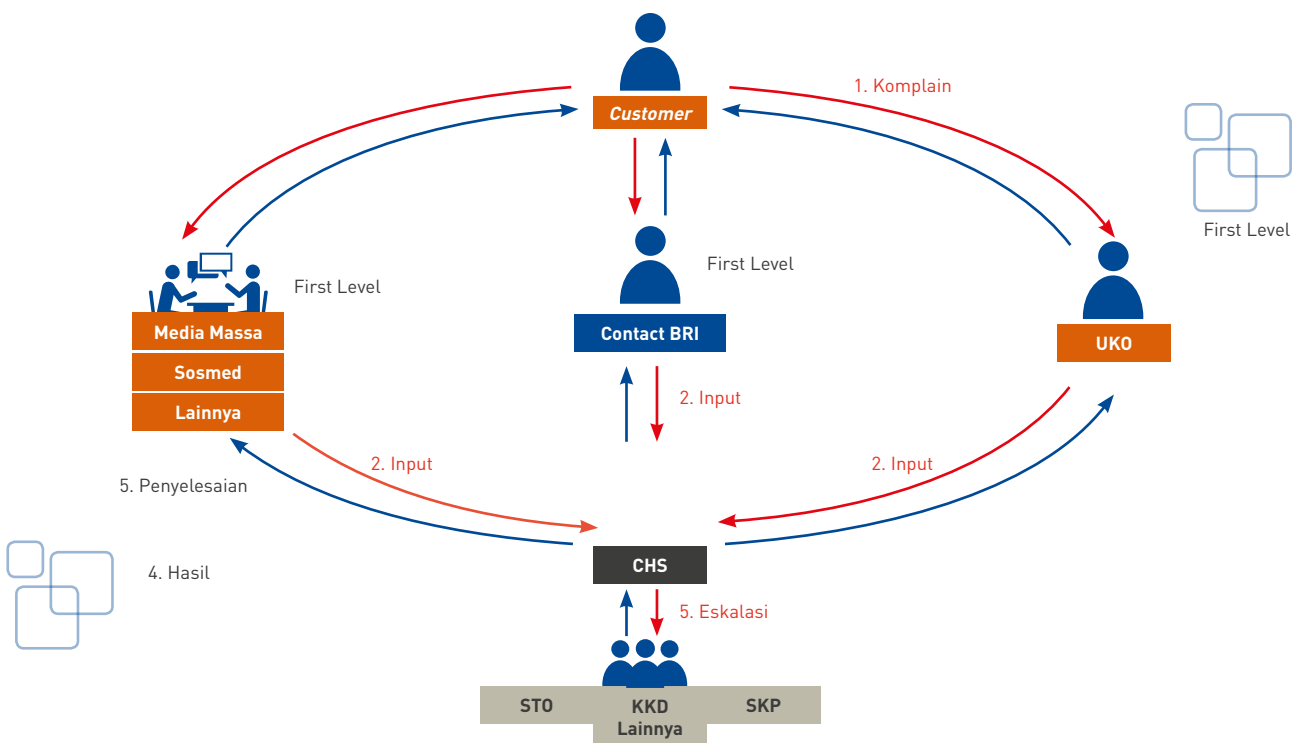 1. Komplain
Customer
First Level
First Level
First Level
Media Massa
Sosmed
Lainnya
Contact BRI
UKO
2. Input
2. Input
2. Input
5. Penyelesaian
4. Hasil
CHS
5. Eskalasi
STO
KKD
Lainnya
SKP